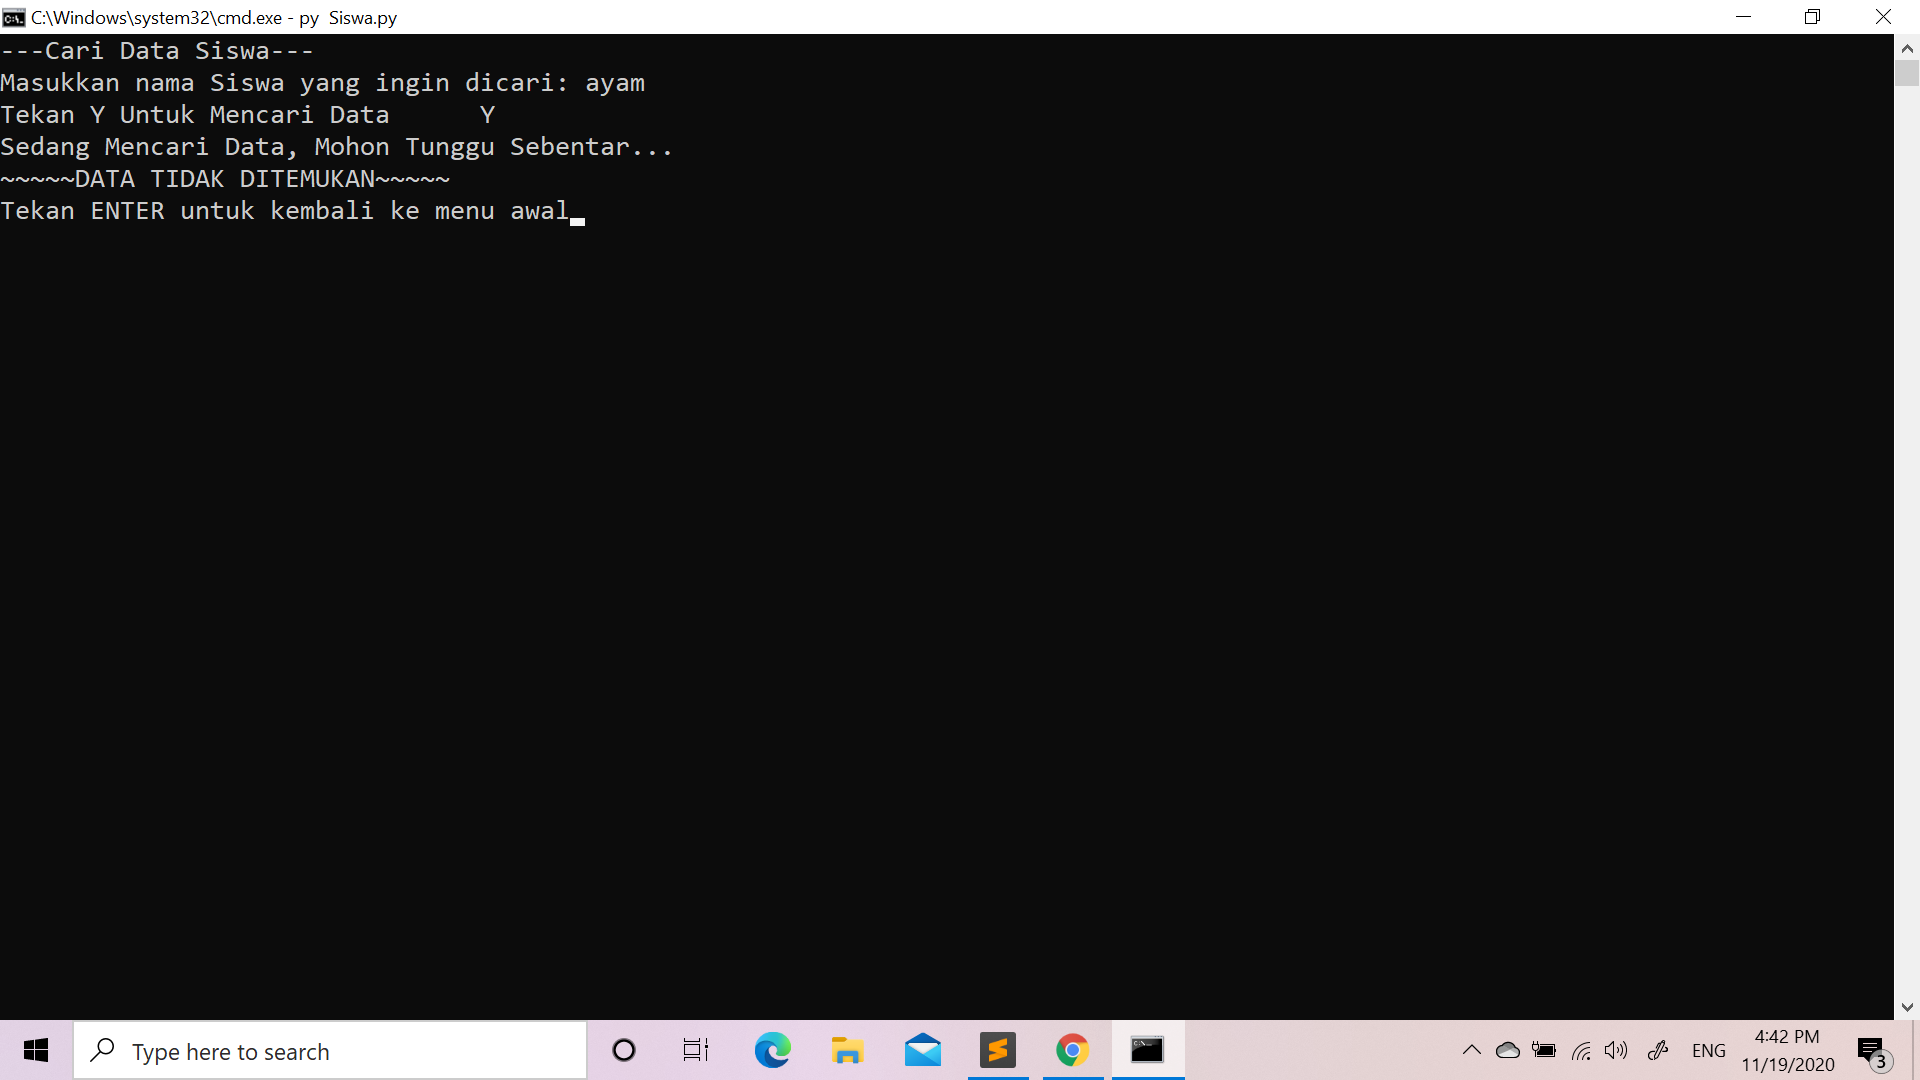 C:\Windows\system32\cmd.exe - py  Siswa.py
---Cari Data Siswa---
Masukkan nama Siswa yang ingin dicari: ayam
Tekan Y Untuk Mencari Data      Y
Sedang Mencari Data, Mohon Tunggu Sebentar...
~~~~~DATA TIDAK DITEMUKAN~~~~~
Tekan ENTER untuk kembali ke menu awal
Type here to search
ENG
4:42 PM
11/19/2020
3